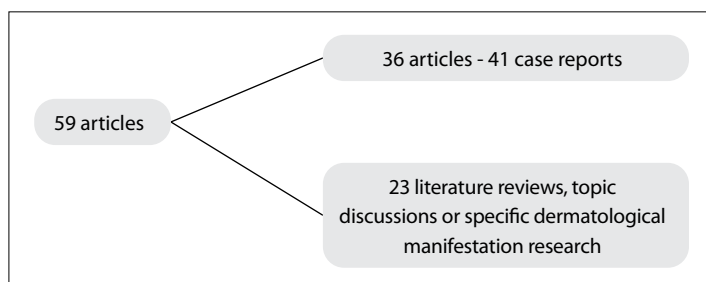 36 articles - 41 case reports
59 articles
23 literature reviews, topic
discussions or specific dermatological
manifestation research